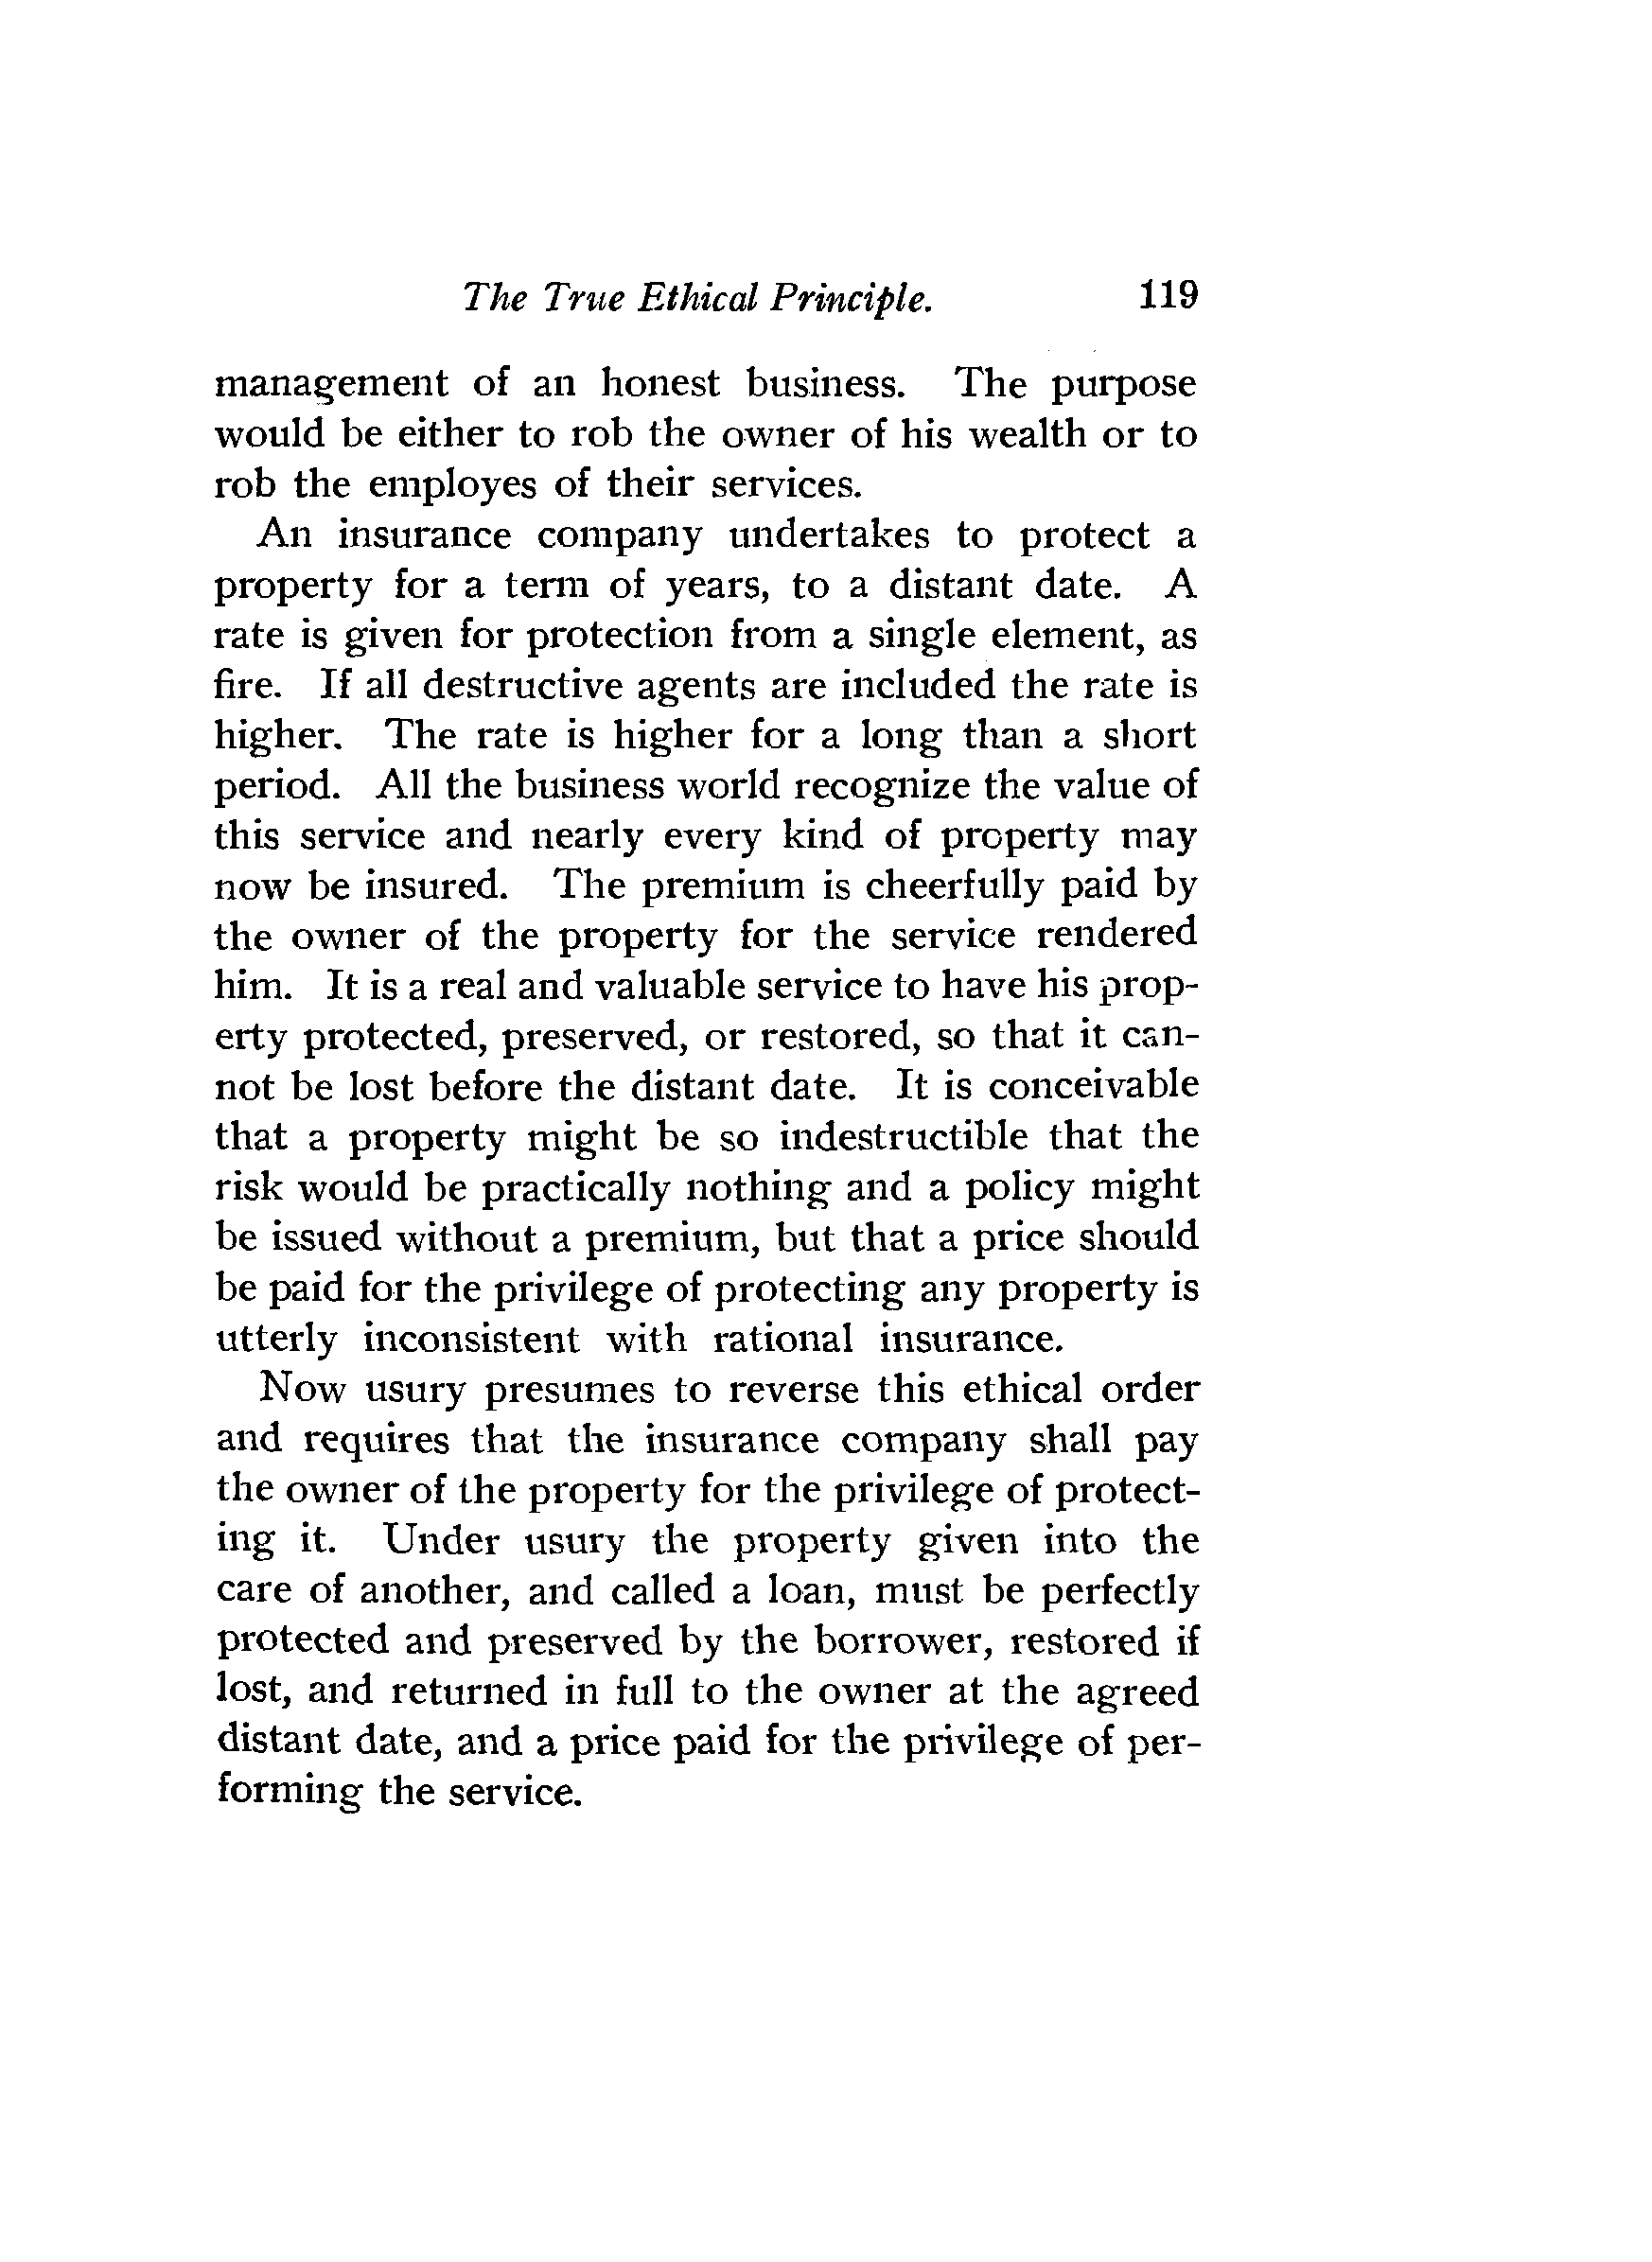 The True Ethical Principle. 119
management of an honest business. The purpose
would be either to rob the owner of his wealth or to
rob the employes of their services.
An insurance company undertakes to protect a
property for a term of years, to a distant date. A
rate is given for protection from a single element, as
fire. If all destructive agents are included the rate is
higher. The rate is higher for a long than a short
period. All the business world recognize the value of
this service and nearly every kind of property may
now be insured. The premium is cheerfully paid by
the owner of the property for the service rendered
him. It is a real and valuable service to have his prop-
erty protected, preserved, or restored, so that it can-
not be lost before the distant date. It is conceivable
that a property might be so indestructible that the
risk would be practically nothing and a policy might
be issued without a premium, but that a price should
be paid for the privilege of protecting any property is
utterly inconsistent with rational insurance.
Now usury presumes to reverse this ethical order
and requires that the insurance company shall pay
the owner of the property for the privilege of protect-
ing it. Under usury the property given into the
care of another, and called a loan, must be perfectly
protected and preserved by the borrower, restored if
lost, and returned in full to the owner at the agreed
distant date, and a price paid for the privilege of per-
forming the service.